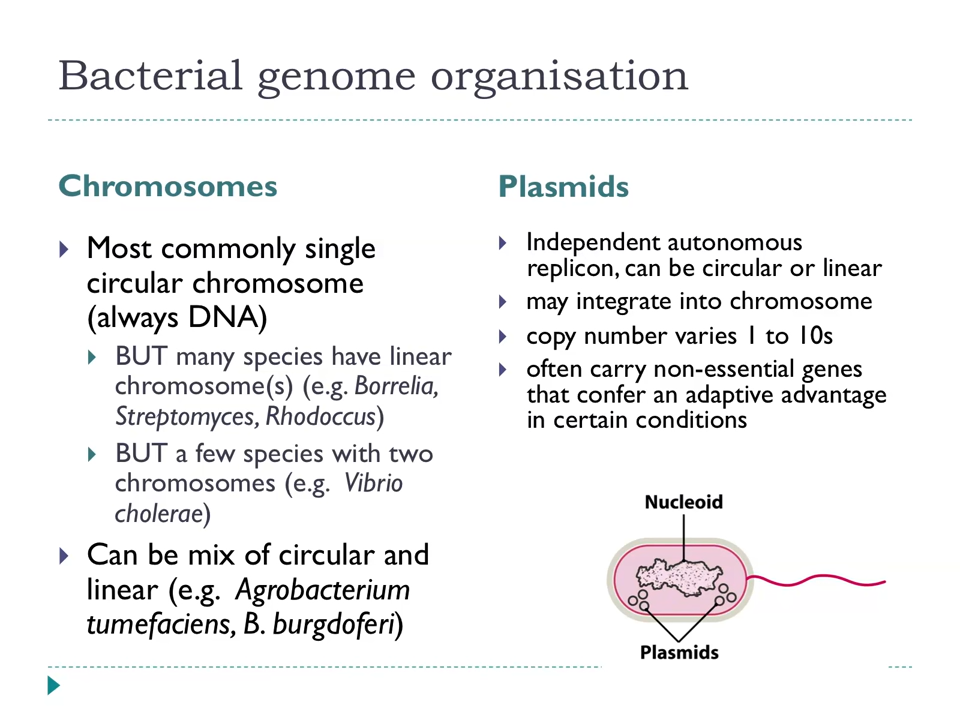 Bacterial genome organisation
Chromosomes
Most commonly single
circular chromosome
(always DNA)
BUT many species have linear
chromosome(s) (e.g. Borrelia,
Streptomyces, Rhodoccus)
BUT a few species with two
chromosomes (e.g. Vibrio
cholerae)
Can be mix of circular and
linear (e.g. Agrobacterium
tumefaciens, B. burgdoferi)
Plasmids
Independent autonomous
replicon, can be circular or linear
may integrate into chromosome
copy number varies 1 to 10s
often carry non-essential genes
that confer an adaptive advantage
in certain conditions
Nucleoid
Plasmids